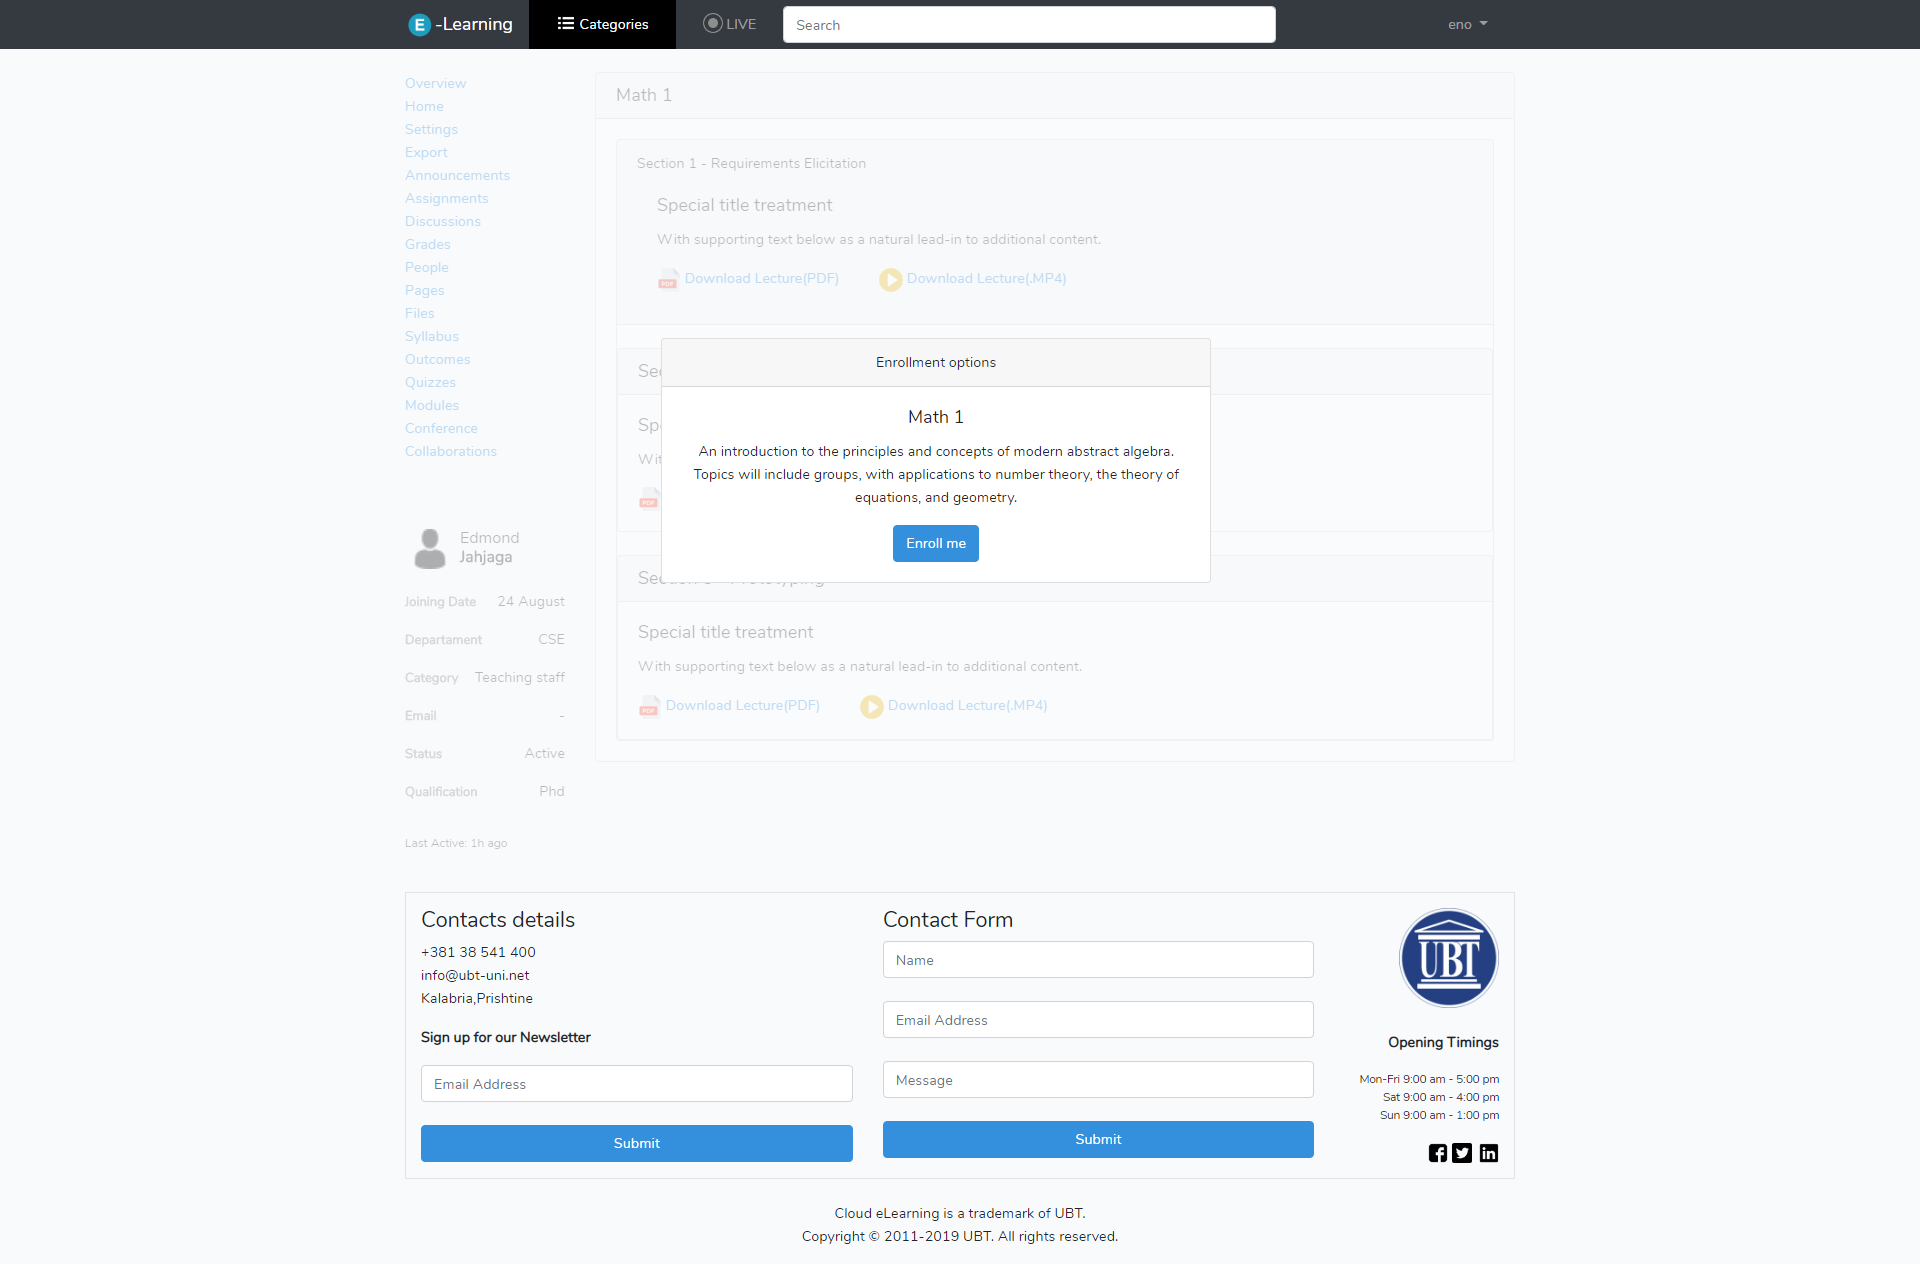 E -Learning
Categories
LIVE
Search
eno
Overview
Home
Settings
Export
Announcements
Assignments
Discussions
Grades
People
Pages
Files
Syllabus
Outcomes
Quizzes
Modules
Conference
Collaborations
Edmond
Jahjaga
Joining Date 24 August
Departament CSE
Category Teaching staff
Email -
Status Active
Qualification Phd
Last Active: 1h ago
Math 1
Section 1 - Requirements Elicitation
Special title treatment
With supporting text below as a natural lead-in to additional content.
PDF Download Lecture(PDF) Download Lecture(.MP4)
Enrollment options
Math 1
An introduction to the principles and concepts of modern abstract algebra.
Topics will include groups, with applications to number theory, the theory of
equations, and geometry.
Enroll me
PDF
Special title treatment
With supporting text below as a natural lead-in to additional content.
PDF Download Lecture(PDF) Download Lecture(.MP4)
Contacts details
+381 38 541 400
info@ubt-uni.net
Kalabria,Prishtine
Sign up for our Newsletter
Email Address
Submit
Contact Form
Name
Email Address
Message
Submit
UBT
Opening Timings
Mon-Fri 9:00 am - 5:00 pm
Sat 9:00 am - 4:00 pm
Sun 9:00 am - 1:00 pm
Cloud eLearning is a trademark of UBT.
Copyright © 2011-2019 UBT. All rights reserved.